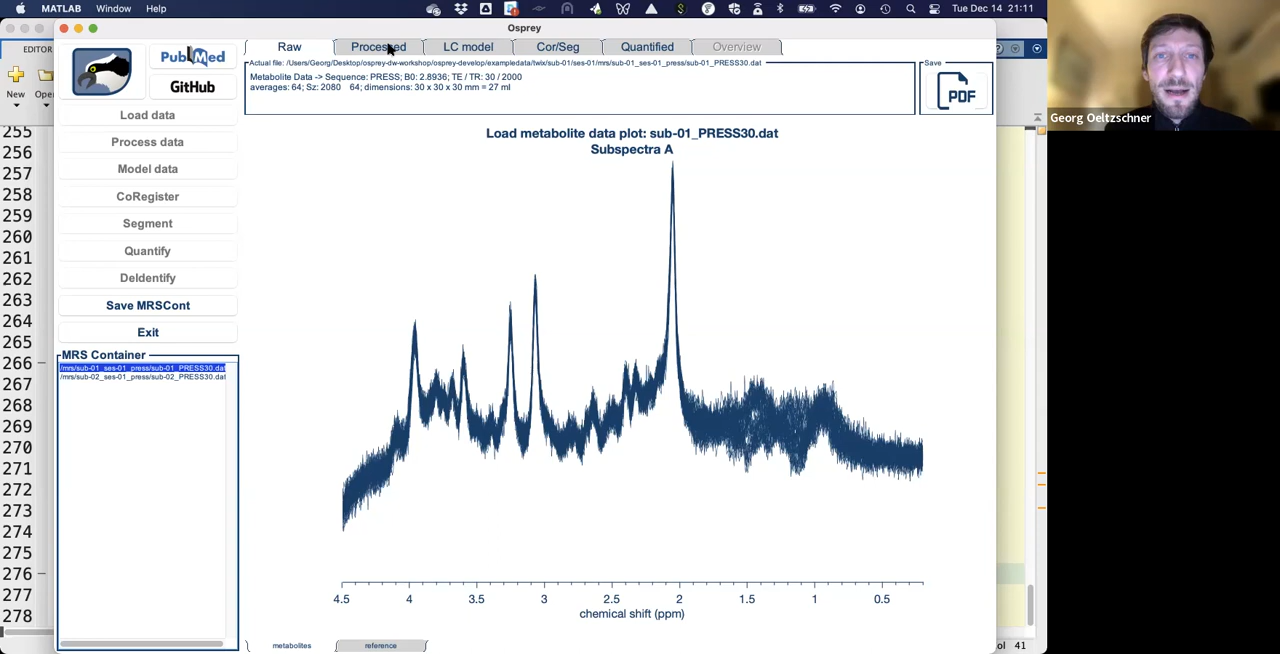 MATLAB Window Help
Tue Dec 14 21:11
Osprey
EDITOR
New
Ope
PubMed
GitHub
Load data
Process data
Model data
CoRegister
Segment
Quantify
DeIdentify
Save MRSCont
Exit
MRS Container
/mrs/sub-01_ses-01_press/sub-01_PRESS30.dat
/mrs/sub-02_ses-01_press/sub-02_PRESS30.dat
Raw Processed LC model Cor/Seg Quantified Overview
Actual file: /Users/Georg/Desktop/osprey-dw-workshop/osprey-develop/exampledata/twix/sub-01/ses-01/mrs/sub-01_ses-01_press/sub-01_PRESS30.dat
Metabolite Data -> Sequence: PRESS; B0: 2.8936; TE / TR: 30 / 2000
averages: 64; Sz: 2080 64; dimensions: 30 x 30 x 30 mm = 27 ml
Save
PDF
Load metabolite data plot: sub-01_PRESS30.dat
Subspectra A
4.5 4 3.5 3 2.5 2 1.5 1 0.5
chemical shift (ppm)
metabolites reference
255
256
257
258
259
260
261
262
263
264
265
266
267
268
269
270
271
272
273
274
275
276
277
278
ol 41
Georg Oeltzschner